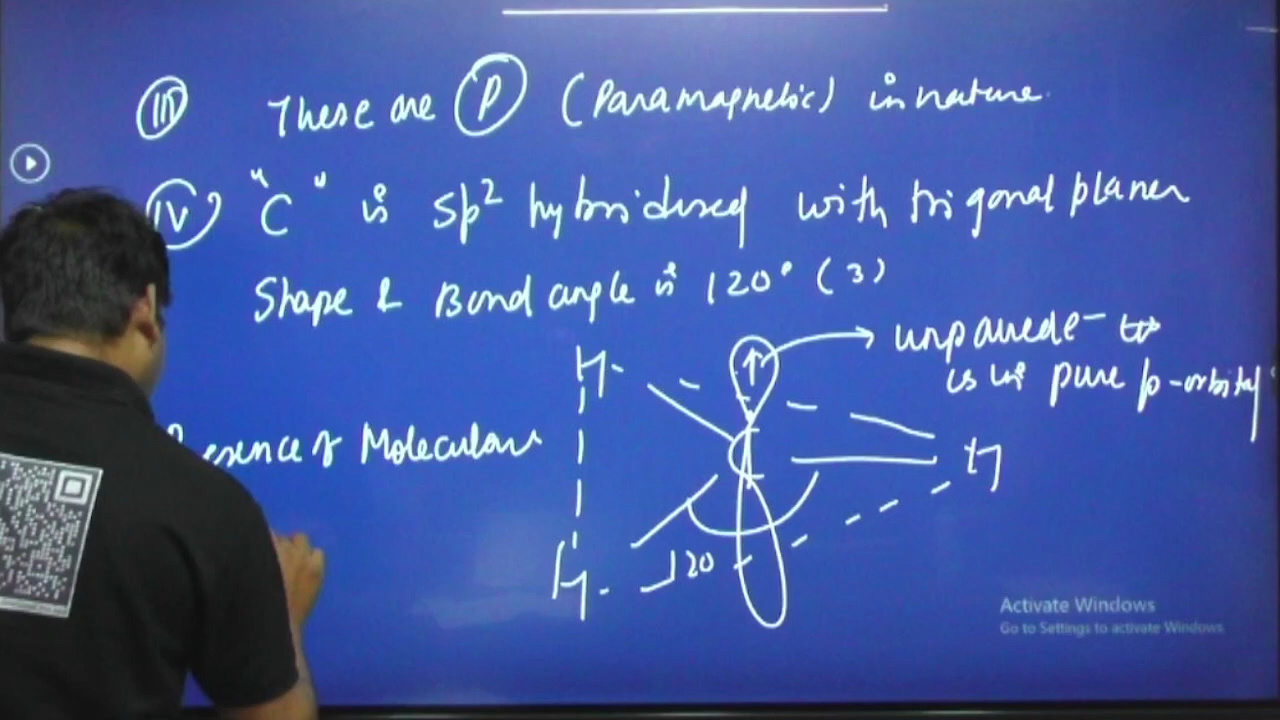 III These are P (Paramagnetic) in nature.
IV "C" is sp² hybridised with trigonal planer
Shape & Bond angle is 120° (3)
H
unpaired e⁻
is in pure p-orbital
esence of Molecular
C
H
H
120
Activate Windows
Go to Settings to activate Windows